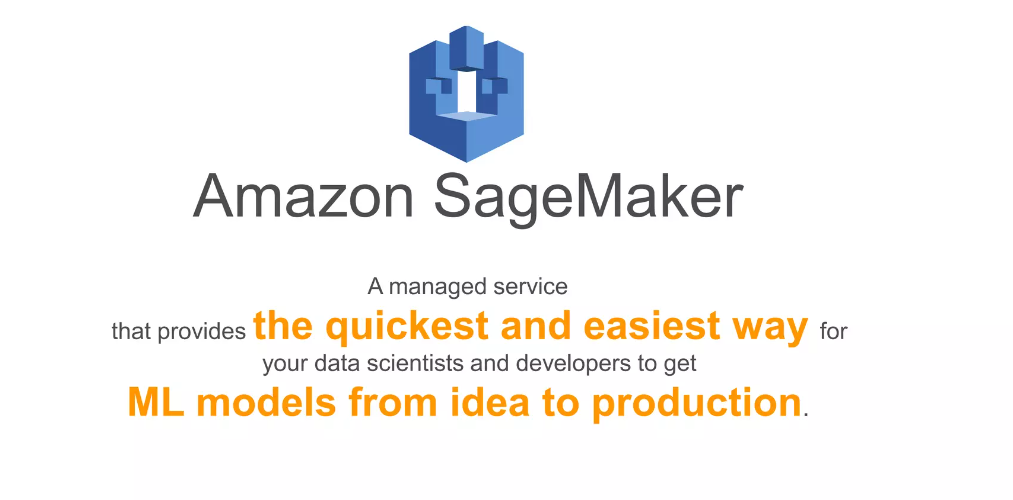 Amazon SageMaker
A managed service
that provides the quickest and easiest way for
your data scientists and developers to get
ML models from idea to production.